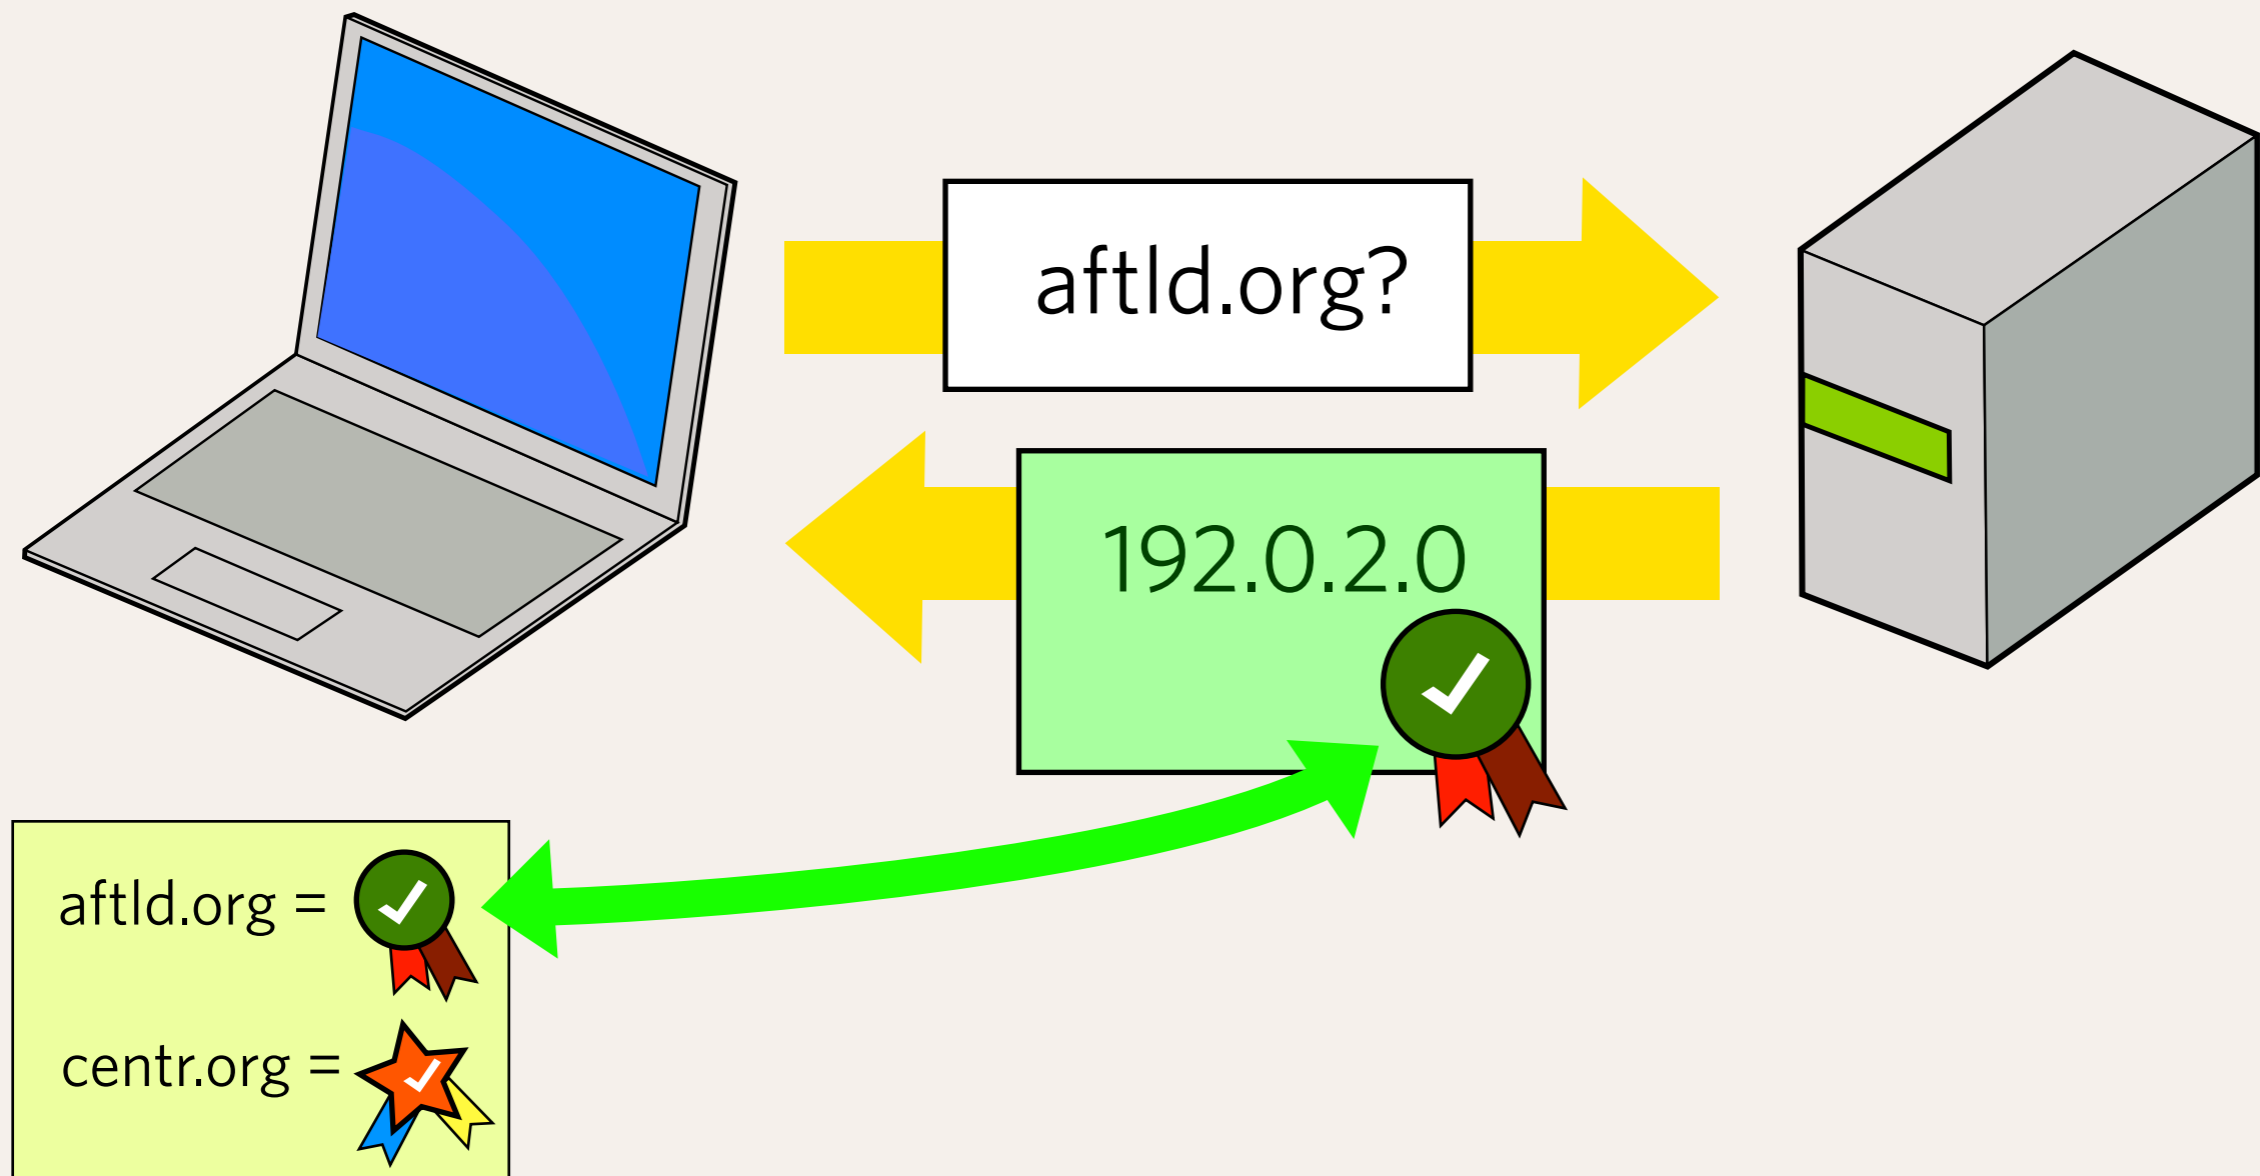 aftld.org?
192.0.2.0
aftld.org =
centr.org =